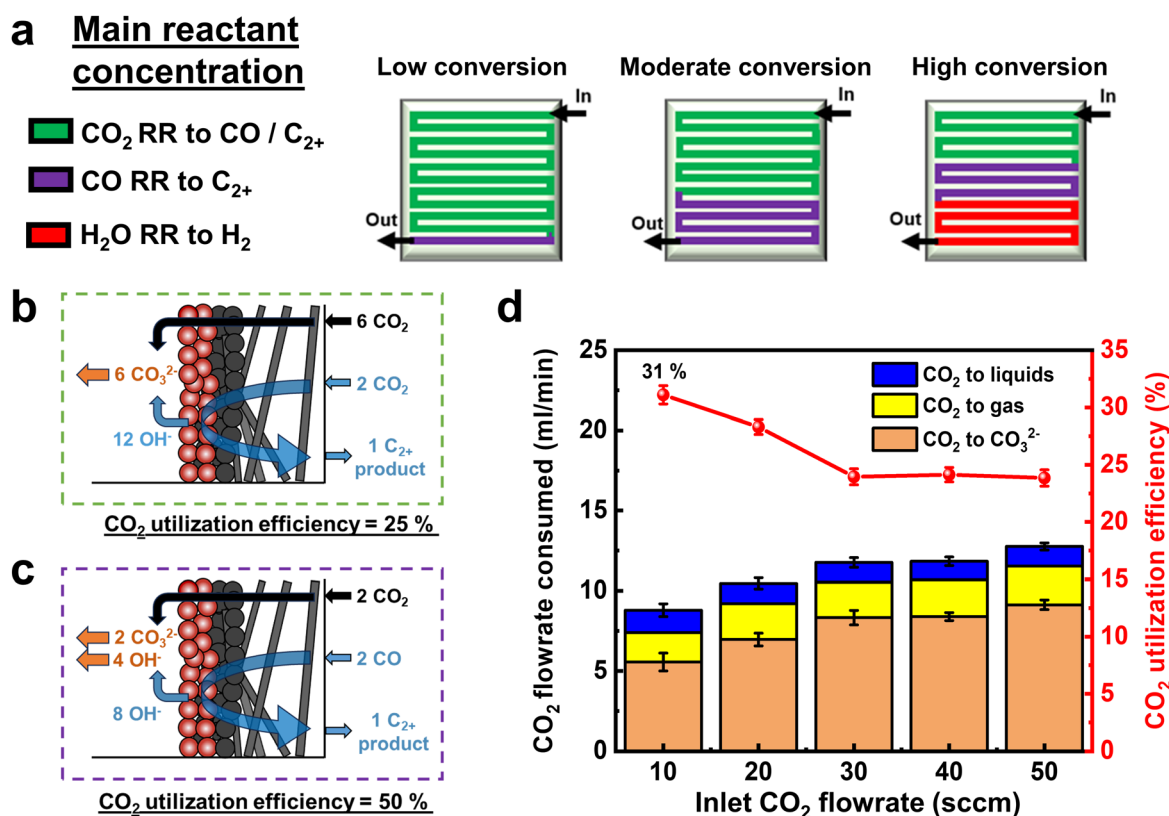 a
Main reactant
concentration
CO₂ RR to CO / C₂₊
CO RR to C₂₊
H₂O RR to H₂
Low conversion
In
Out
Moderate conversion
In
Out
High conversion
In
Out
b
6 CO₂
6 CO₃²⁻
2 CO₂
12 OH⁻
1 C₂₊
product
CO₂ utilization efficiency = 25 %
c
2 CO₂
2 CO₃²⁻
4 OH⁻
2 CO
8 OH⁻
1 C₂₊
product
CO₂ utilization efficiency = 50 %
d
CO₂ flowrate consumed (ml/min)
25
20
15
10
5
0
31 %
CO₂ to liquids
CO₂ to gas
CO₂ to CO₃²⁻
35
30
25
20
15
10
5
0
CO₂ utilization efficiency (%)
10 20 30 40 50
Inlet CO₂ flowrate (sccm)